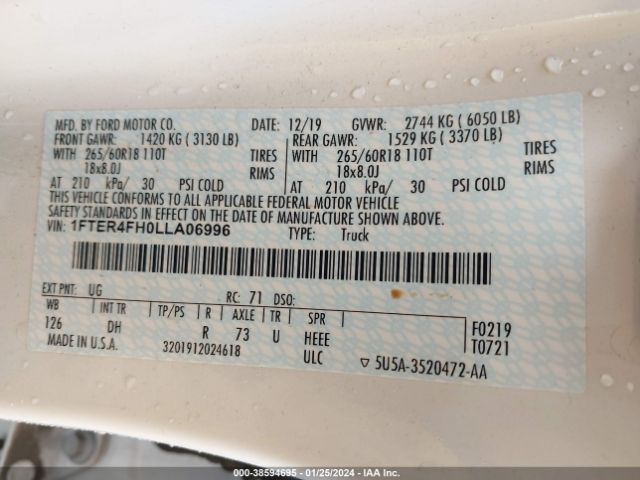 MFD. BY FORD MOTOR CO. DATE: 12/19 GVWR: 2744 KG ( 6050 LB)
FRONT GAWR: 1420 KG ( 3130 LB) REAR GAWR: 1529 KG ( 3370 LB)
WITH 265/60R18 110T TIRES WITH 265/60R18 110T TIRES
18x8.0J RIMS 18x8.0J RIMS
AT 210 kPa/ 30 PSI COLD AT 210 kPa/ 30 PSI COLD
THIS VEHICLE CONFORMS TO ALL APPLICABLE FEDERAL MOTOR VEHICLE
SAFETY STANDARDS IN EFFECT ON THE DATE OF MANUFACTURE SHOWN ABOVE.
VIN: 1FTER4FH0LLA06996 TYPE: Truck
EXT PNT: UG RC: 71 DSO:
WB INT TR TP/PS R AXLE TR SPR
126 DH R 73 U HEEE F0219
ULC T0721
MADE IN U.S.A. 3201912024618 ▽ 5U5A-3520472-AA
000-38594695 - 01/25/2024 - IAA Inc.